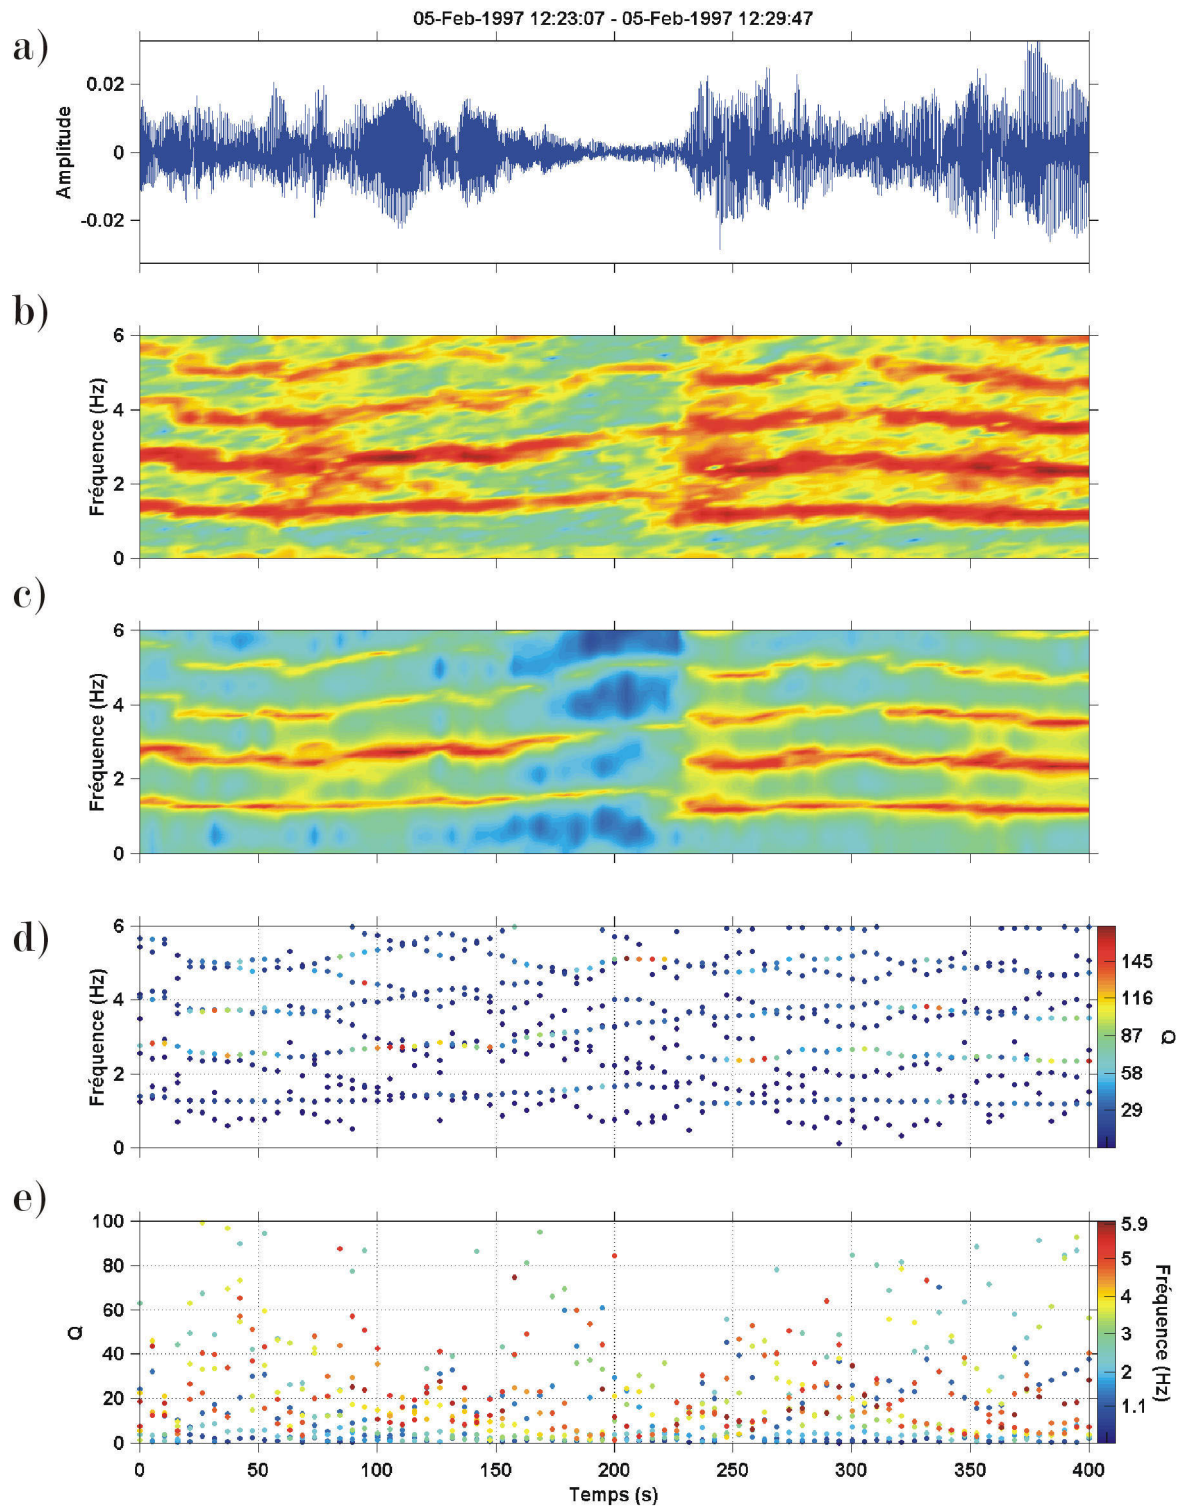 05-Feb-1997 12:23:07 - 05-Feb-1997 12:29:47
a)
0.02
0
-0.02
Amplitude
b)
6
4
2
0
Fréquence (Hz)
c)
6
4
2
0
Fréquence (Hz)
d)
6
4
2
0
Fréquence (Hz)
145
116
87
58
29
Q
e)
100
80
60
40
20
0
Q
5.9
5
4
3
2
1.1
Fréquence (Hz)
0 50 100 150 200 250 300 350 400
Temps (s)